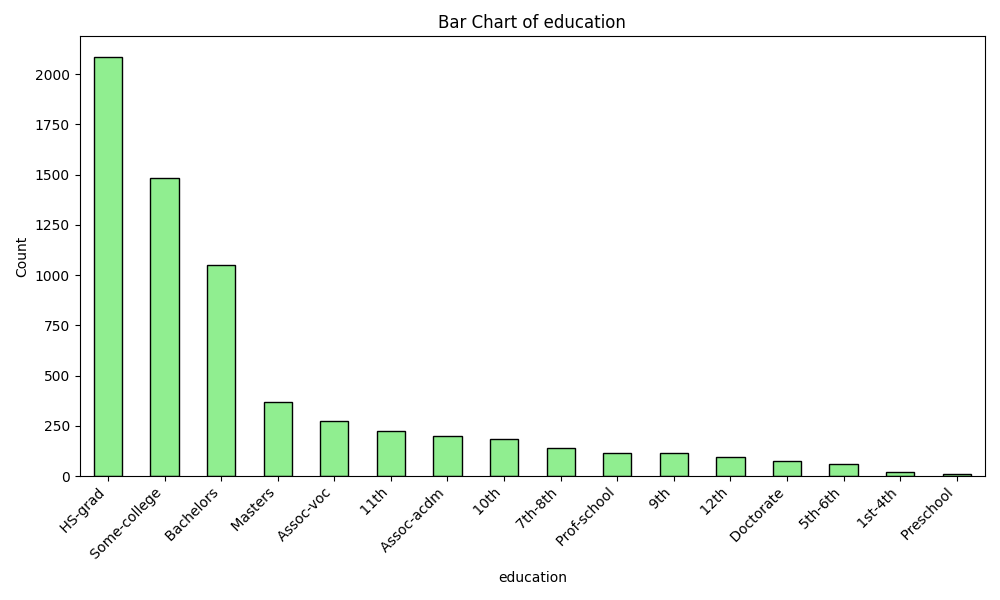 Bar Chart of education
Count
2000
1750
1500
1250
1000
750
500
250
0
HS-grad
Some-college
Bachelors
Masters
Assoc-voc
11th
Assoc-acdm
10th
7th-8th
Prof-school
9th
12th
Doctorate
5th-6th
1st-4th
Preschool
education